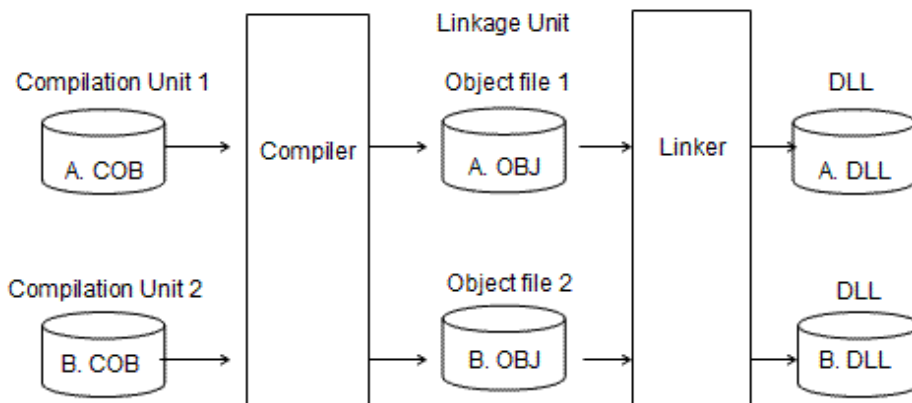 Linkage Unit
Compilation Unit 1
Object file 1
DLL
A. COB
Compiler
A. OBJ
Linker
A. DLL
Compilation Unit 2
Object file 2
DLL
B. COB
B. OBJ
B. DLL